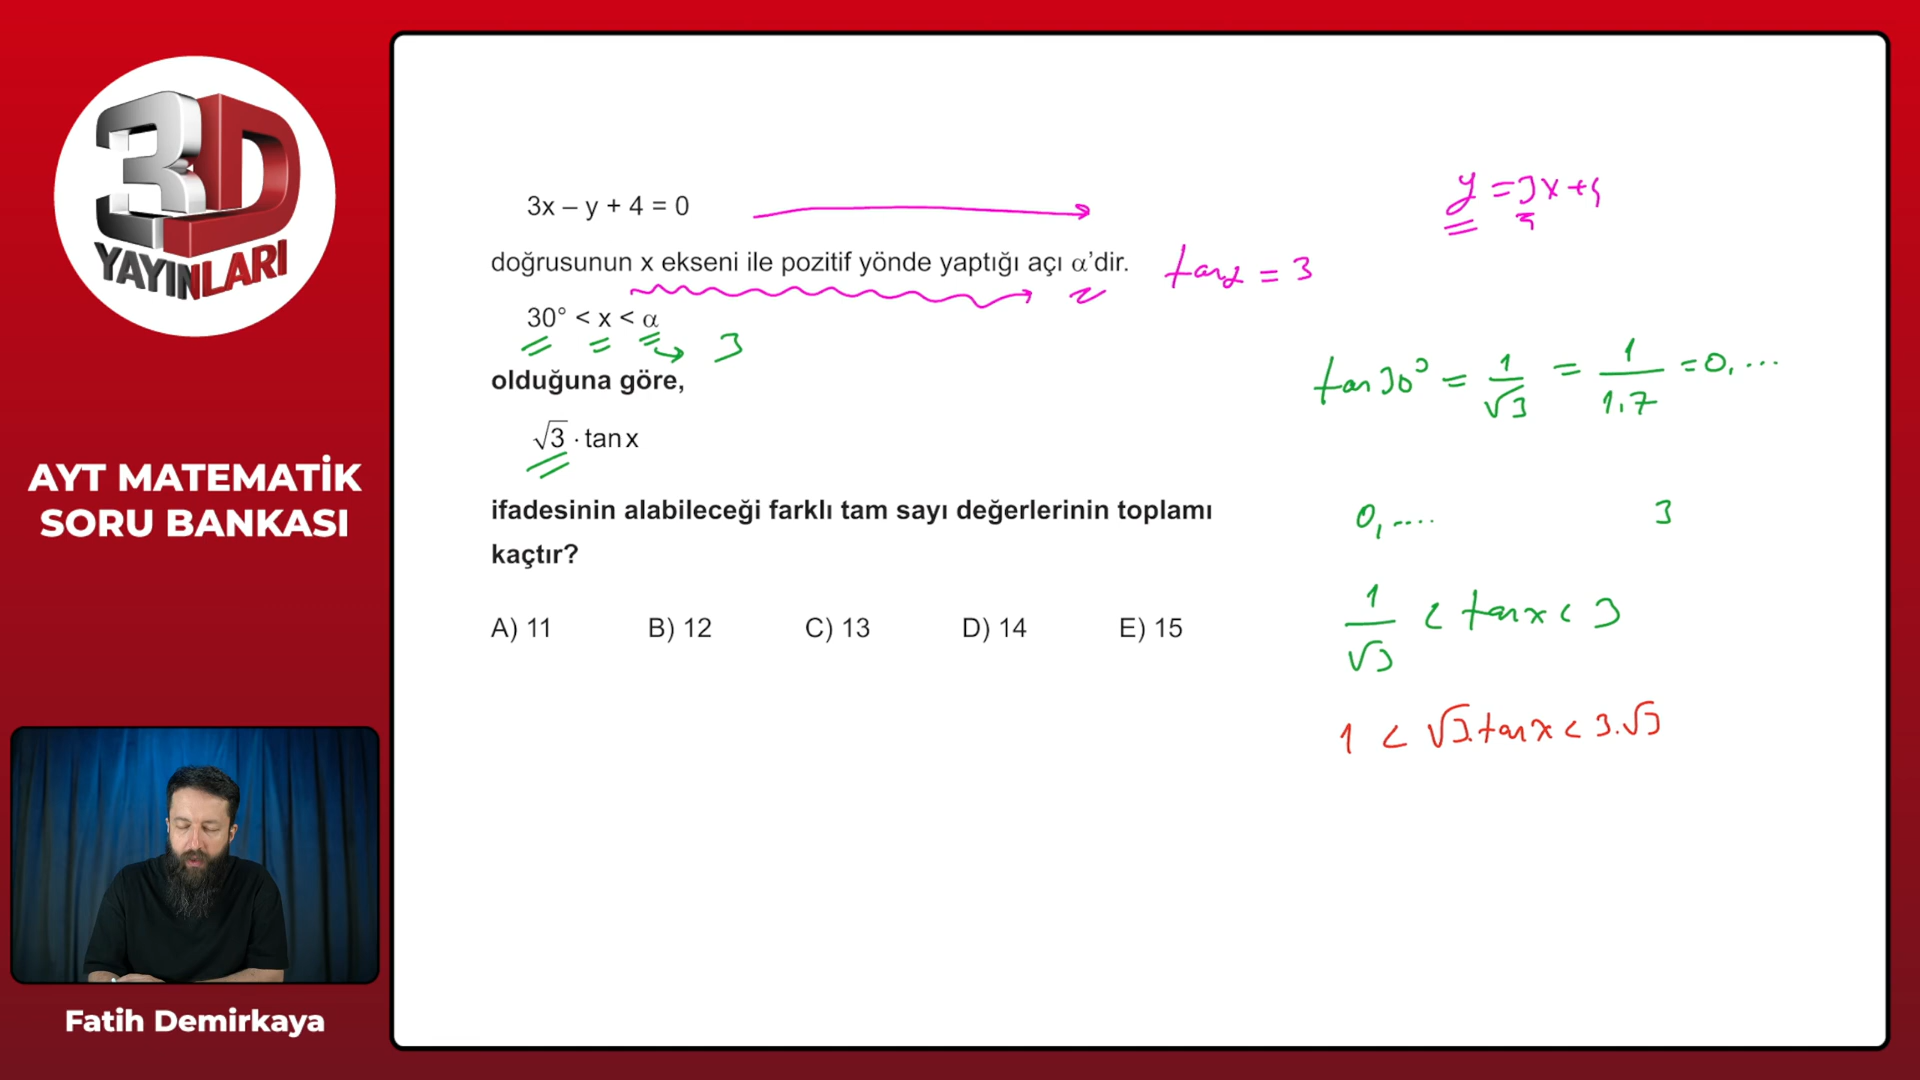 3D
YAYINLARI
AYT MATEMATİK
SORU BANKASI
Fatih Demirkaya
3x – y + 4 = 0
doğrusunun x ekseni ile pozitif yönde yaptığı açı α’dir.
30° < x < α
3
olduğuna göre,
√3 · tan x
ifadesinin alabileceği farklı tam sayı değerlerinin toplamı
kaçtır?
A) 11 B) 12 C) 13 D) 14 E) 15
y = 3x + 4
tan α = 3
tan 30° = 1/√3 = 1/1,7 = 0, ...
0, .... 3
1/√3 < tan x < 3
1 < √3 . tan x < 3 . √3